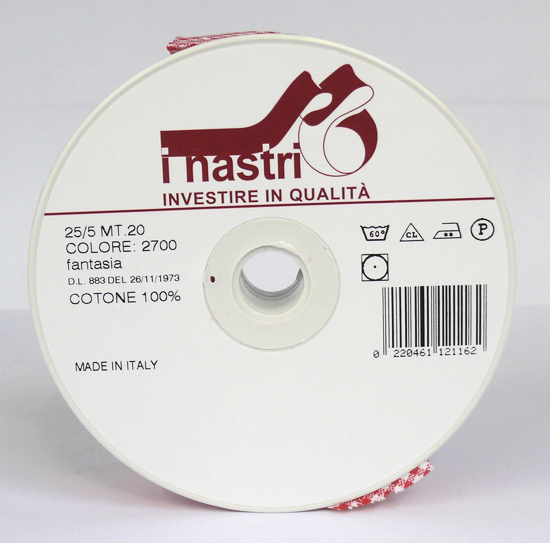 i nastri
INVESTIRE IN QUALITÀ
25/5 MT.20
COLORE: 2700
fantasia
D.L. 883 DEL 26/11/1973
COTONE 100%
MADE IN ITALY
60°
CL
P
0 220461 121162